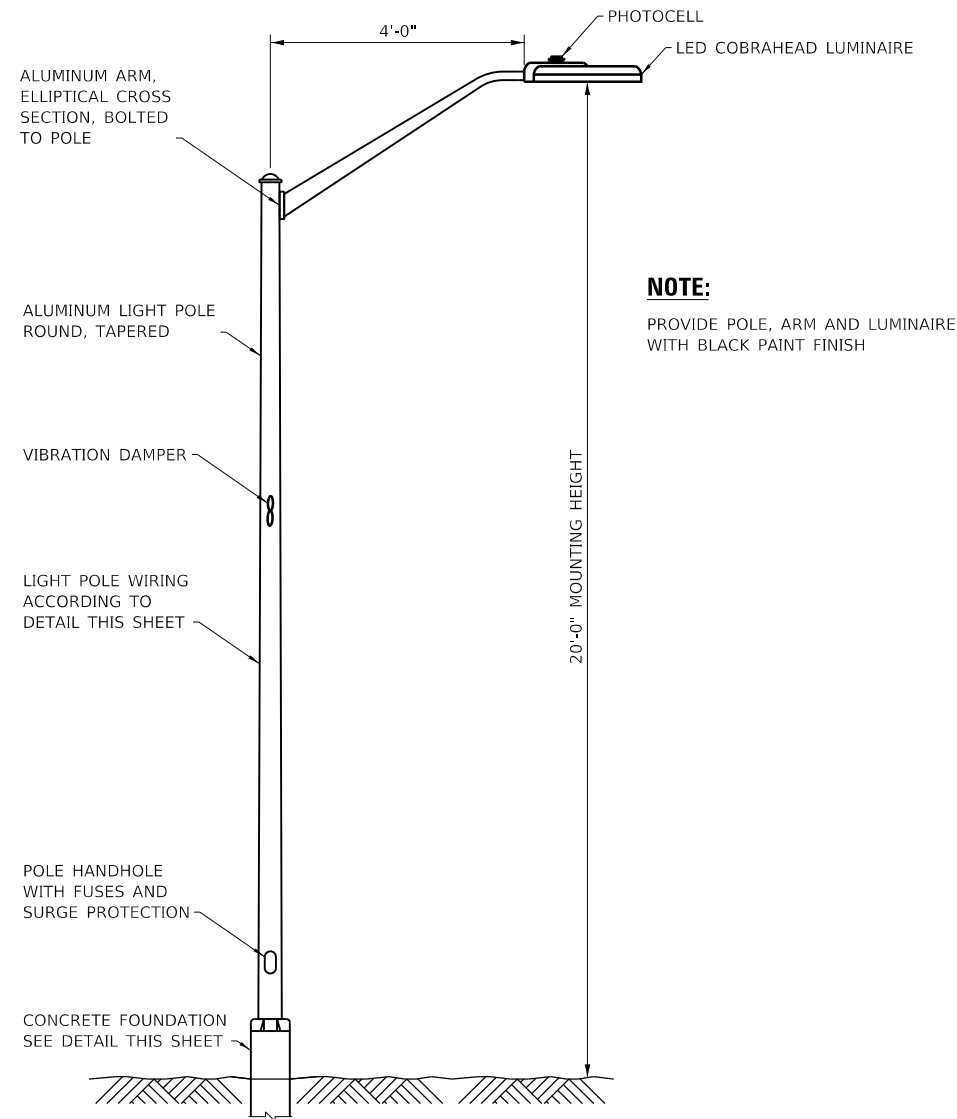 PHOTOCELL
4'-0"
LED COBRAHEAD LUMINAIRE
ALUMINUM ARM,
ELLIPTICAL CROSS
SECTION, BOLTED
TO POLE
NOTE:
PROVIDE POLE, ARM AND LUMINAIRE
WITH BLACK PAINT FINISH
ALUMINUM LIGHT POLE
ROUND, TAPERED
VIBRATION DAMPER
20'-0" MOUNTING HEIGHT
LIGHT POLE WIRING
ACCORDING TO
DETAIL THIS SHEET
POLE HANDHOLE
WITH FUSES AND
SURGE PROTECTION
CONCRETE FOUNDATION
SEE DETAIL THIS SHEET